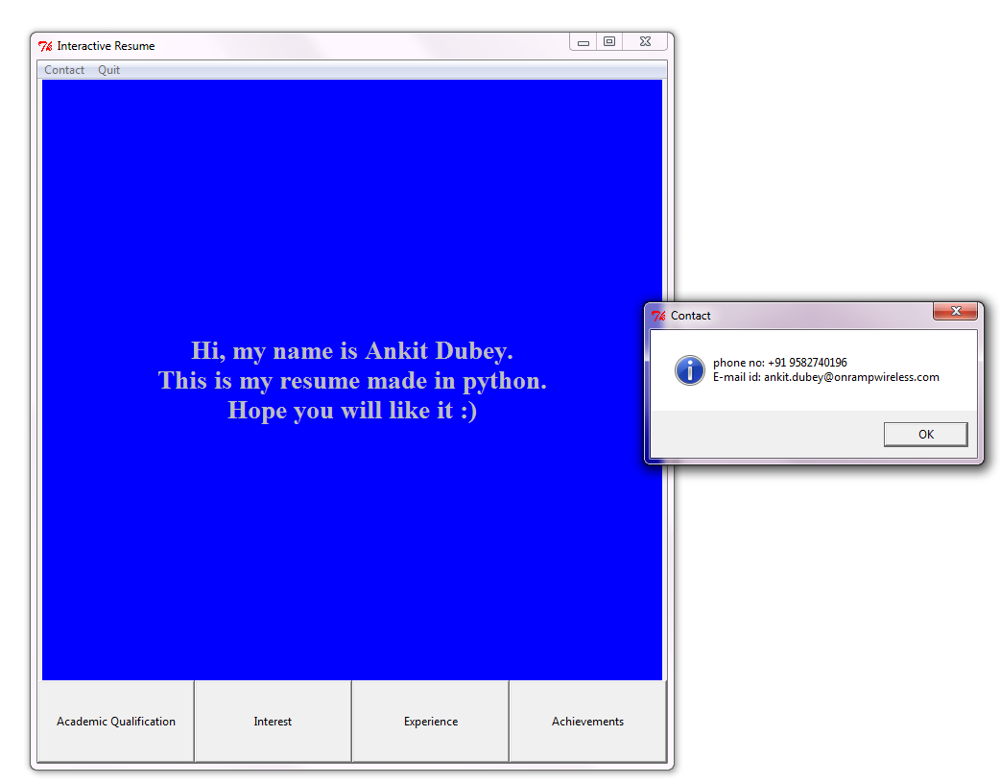 Interactive Resume
Contact Quit
Hi, my name is Ankit Dubey.
This is my resume made in python.
Hope you will like it :)
Academic Qualification
Interest
Experience
Achievements
Contact
phone no: +91 9582740196
E-mail id: ankit.dubey@onrampwireless.com
OK